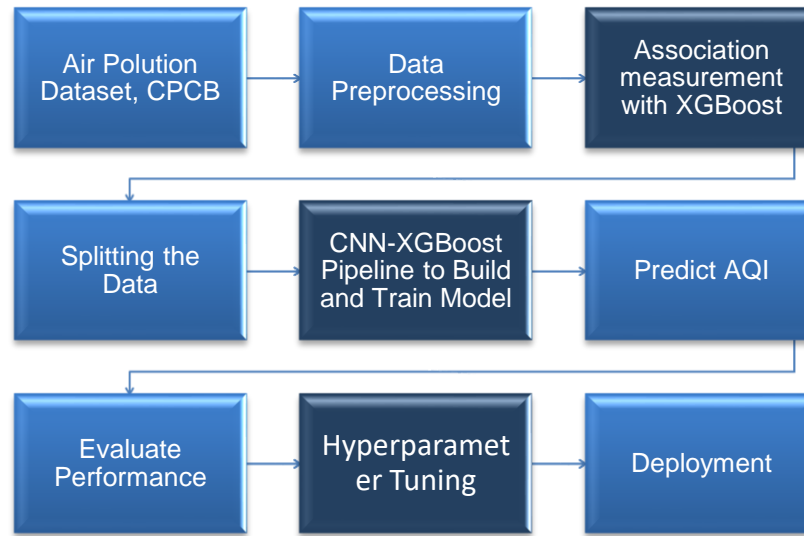 Air Polution
Dataset, CPCB
Data
Preprocessing
Association
measurement
with XGBoost
Splitting the
Data
CNN-XGBoost
Pipeline to Build
and Train Model
Predict AQI
Evaluate
Performance
Hyperparamet
er Tuning
Deployment